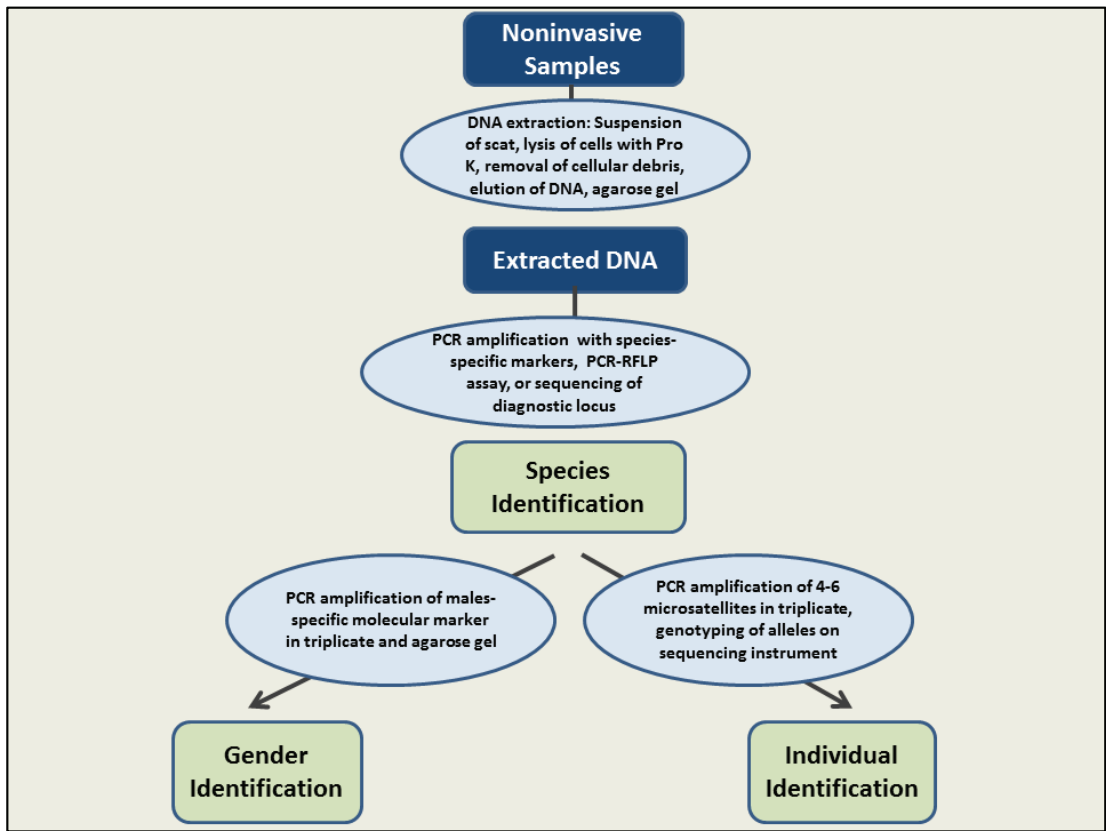 Noninvasive
Samples
DNA extraction: Suspension
of scat, lysis of cells with Pro
K, removal of cellular debris,
elution of DNA, agarose gel
Extracted DNA
PCR amplification with species-
specific markers, PCR-RFLP
assay, or sequencing of
diagnostic locus
Species
Identification
PCR amplification of males-
specific molecular marker
in triplicate and agarose gel
PCR amplification of 4-6
microsatellites in triplicate,
genotyping of alleles on
sequencing instrument
Gender
Identification
Individual
Identification